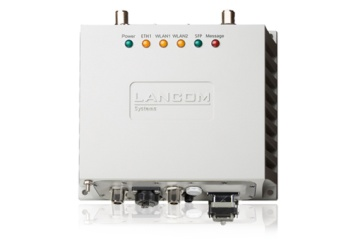 Power ETH1 WLAN1 WLAN2 SFP Message
LANCOM
Systems